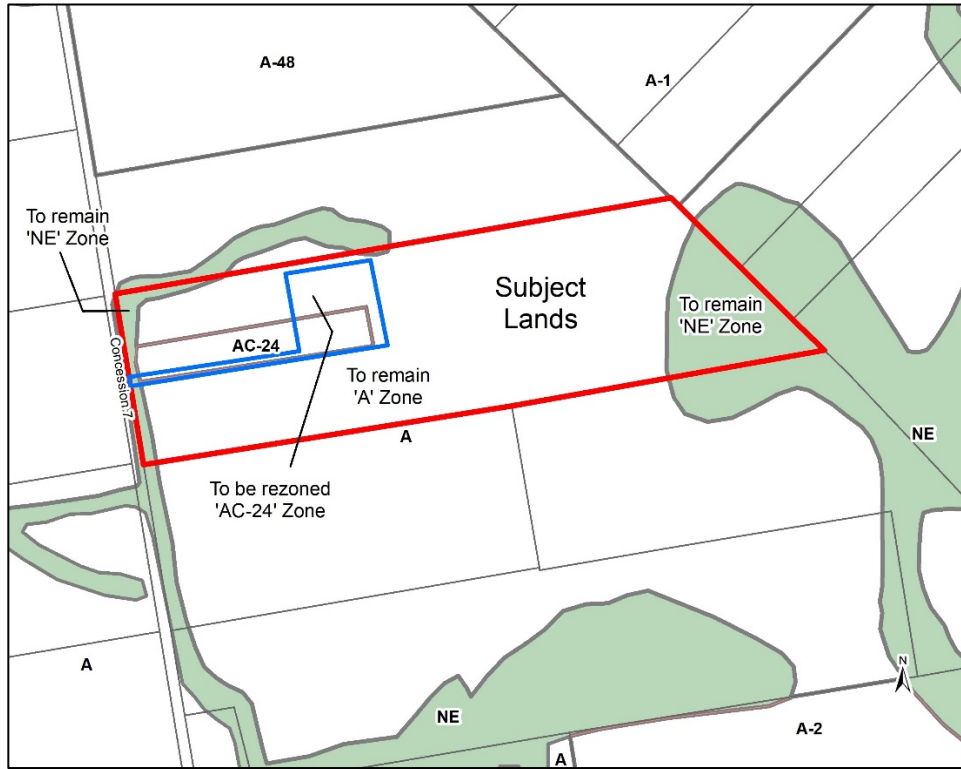 A-48
A-1
To remain
'NE' Zone
Subject
Lands
To remain
'NE' Zone
AC-24
Concession 7
To remain
'A' Zone
A
NE
To be rezoned
'AC-24' Zone
A
N
NE
A-2
A